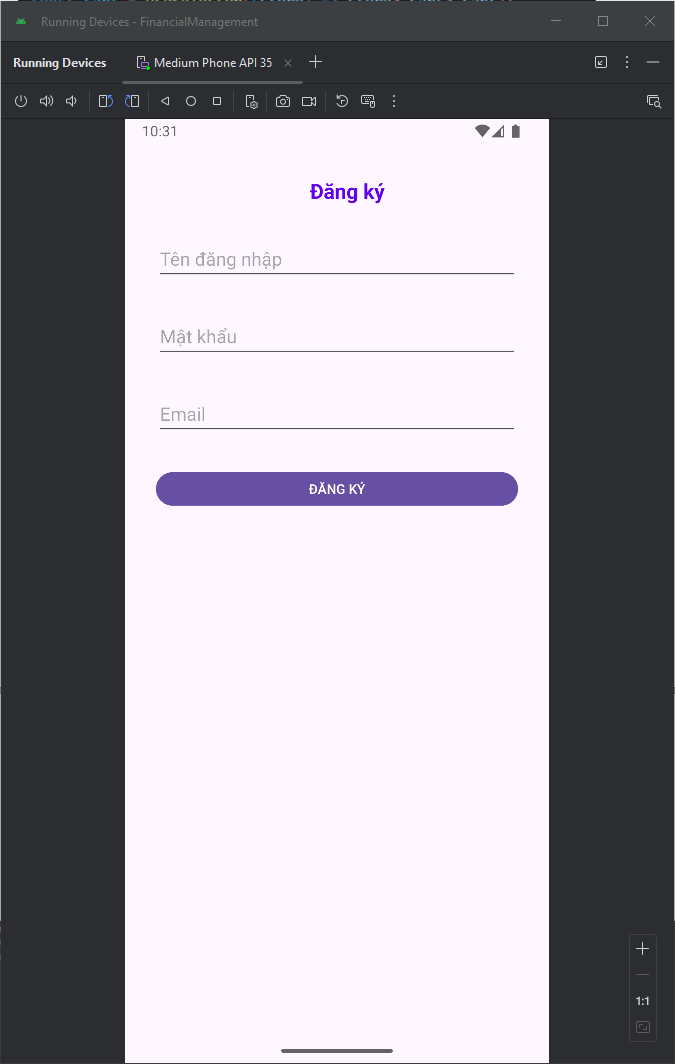 Running Devices - FinancialManagement
Running Devices
Medium Phone API 35
10:31
Đăng ký
Tên đăng nhập
Mật khẩu
Email
ĐĂNG KÝ
1:1